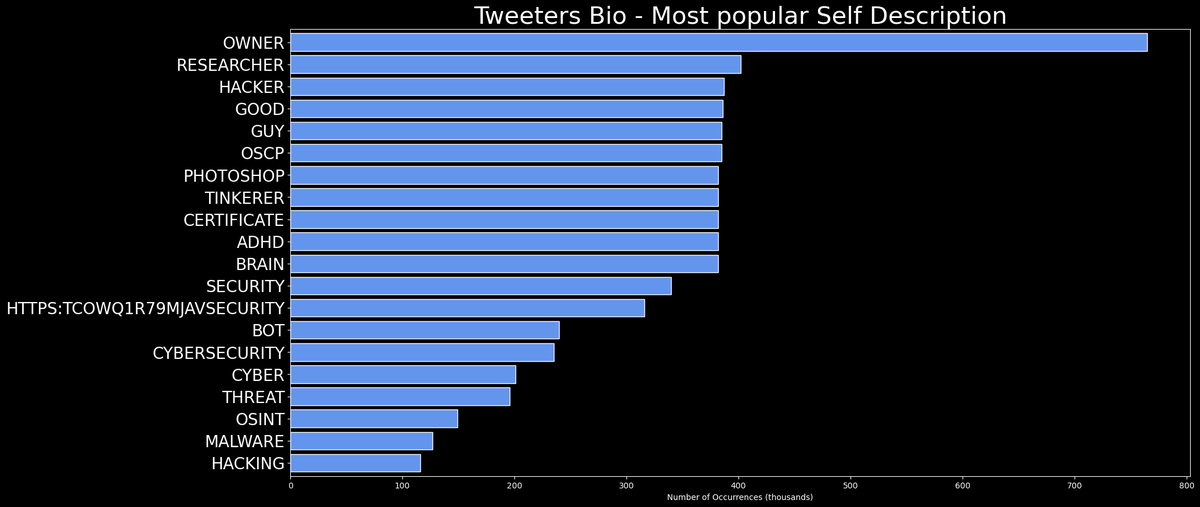 Tweeters Bio - Most popular Self Description
OWNER
RESEARCHER
HACKER
GOOD
GUY
OSCP
PHOTOSHOP
TINKERER
CERTIFICATE
ADHD
BRAIN
SECURITY
HTTPS:TCOWQ1R79MJAVSECURITY
BOT
CYBERSECURITY
CYBER
THREAT
OSINT
MALWARE
HACKING
0 100 200 300 400 500 600 700 800
Number of Occurrences (thousands)